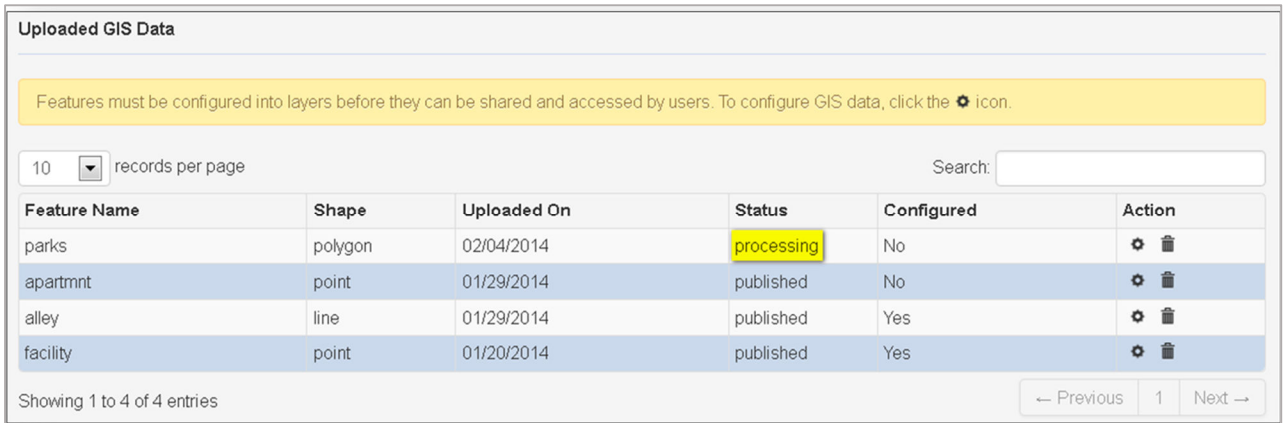 Uploaded GIS Data
Features must be configured into layers before they can be shared and accessed by users. To configure GIS data, click the icon.
10 records per page Search:
Feature Name Shape Uploaded On Status Configured Action
parks polygon 02/04/2014 processing No
apartmnt point 01/29/2014 published No
alley line 01/29/2014 published Yes
facility point 01/20/2014 published Yes
Showing 1 to 4 of 4 entries ← Previous 1 Next →